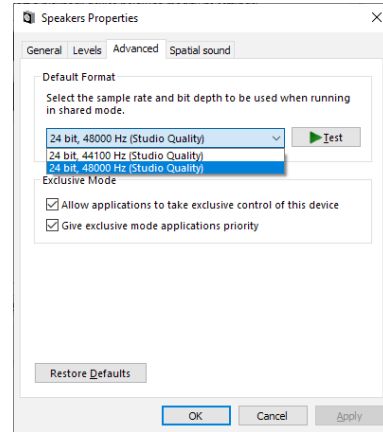 Speakers Properties
General Levels Advanced Spatial sound
Default Format
Select the sample rate and bit depth to be used when running
in shared mode.
24 bit, 48000 Hz (Studio Quality)
Test
24 bit, 44100 Hz (Studio Quality)
24 bit, 48000 Hz (Studio Quality)
Exclusive Mode
Allow applications to take exclusive control of this device
Give exclusive mode applications priority
Restore Defaults
OK Cancel Apply